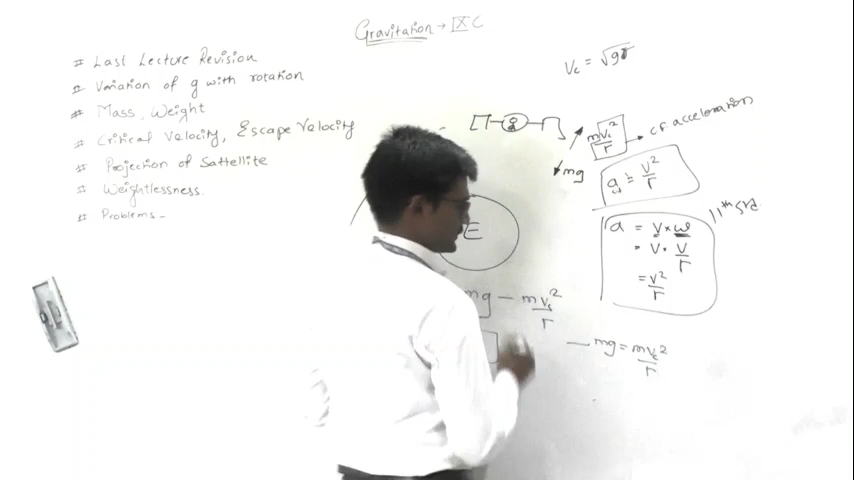 Gravitation → IX C
# Last Lecture Revision
# Variation of g with rotation
# Mass, Weight
# Critical Velocity, Escape Velocity
# Projection of Sattellite
# Weightlessness.
# Problems -
Vc = √gr
mVc²/r → c.f. acceleration
mg
a = V²/r
11th std.
a = V × ω
= V × V/r
= V²/r
E
mg - mVc²/r
mg = mVc²/r